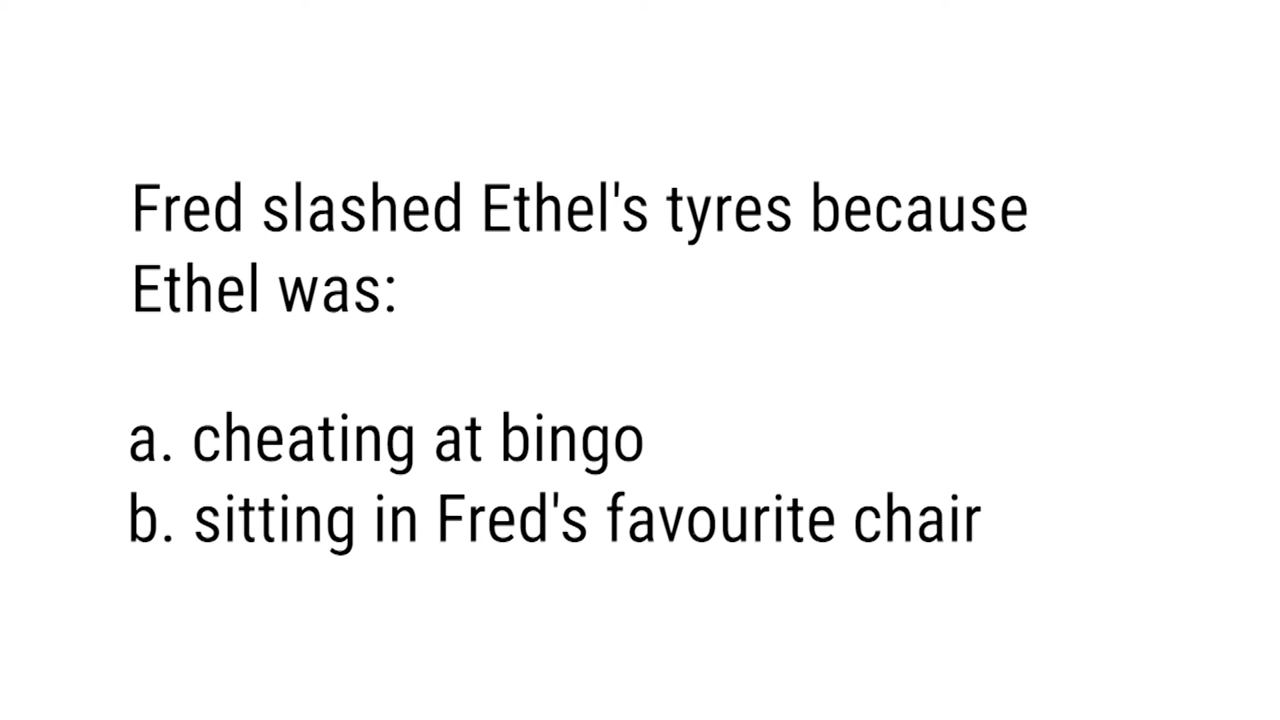 Fred slashed Ethel's tyres because
Ethel was:
a. cheating at bingo
b. sitting in Fred's favourite chair